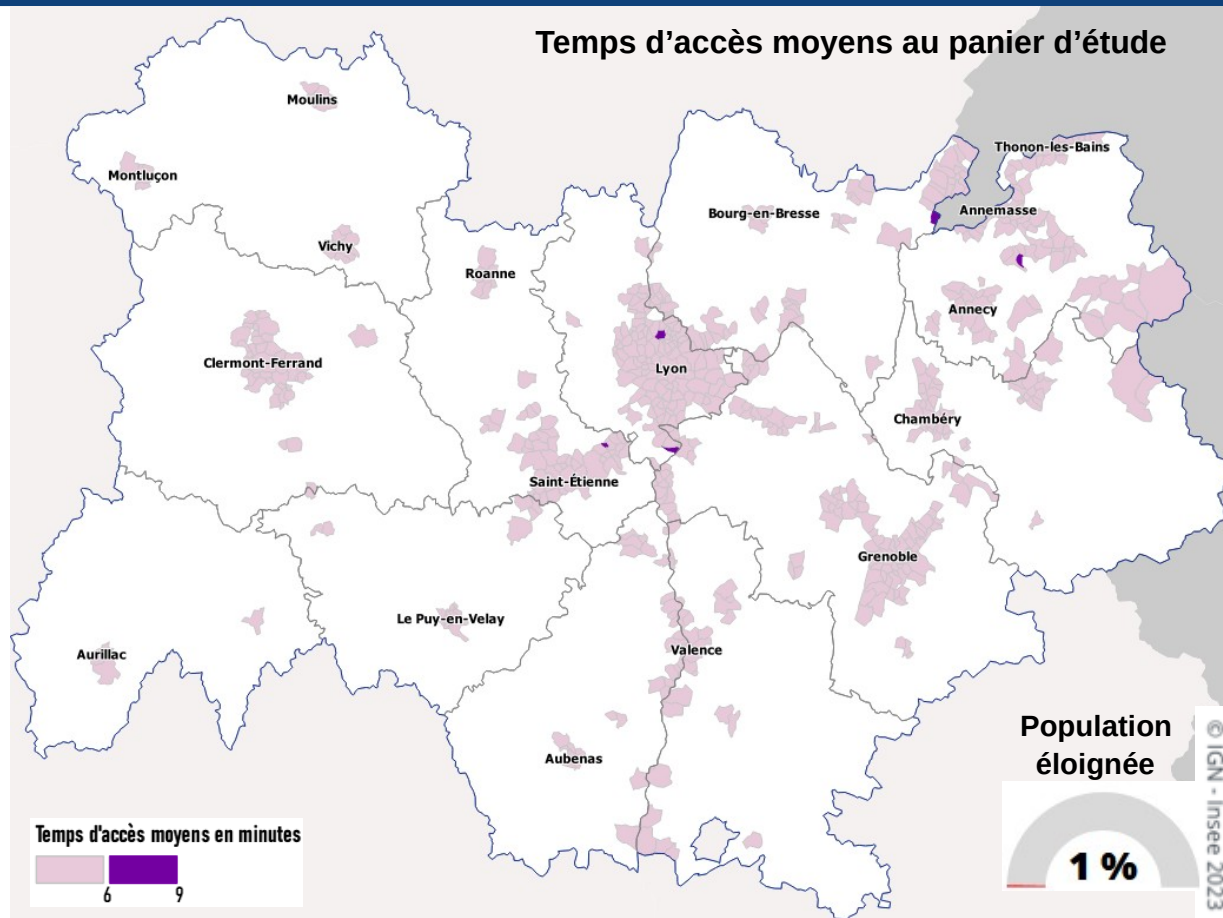 Temps d'accès moyens au panier d'étude
Moulins
Montluçon
Thonon-les-Bains
Bourg-en-Bresse
Annemasse
Vichy
Roanne
Annecy
Clermont-Ferrand
Lyon
Chambéry
Saint-Étienne
Grenoble
Le Puy-en-Velay
Aurillac
Valence
Aubenas
Population
éloignée
1 %
Temps d'accès moyens en minutes
6 9
© IGN - Insee 2023